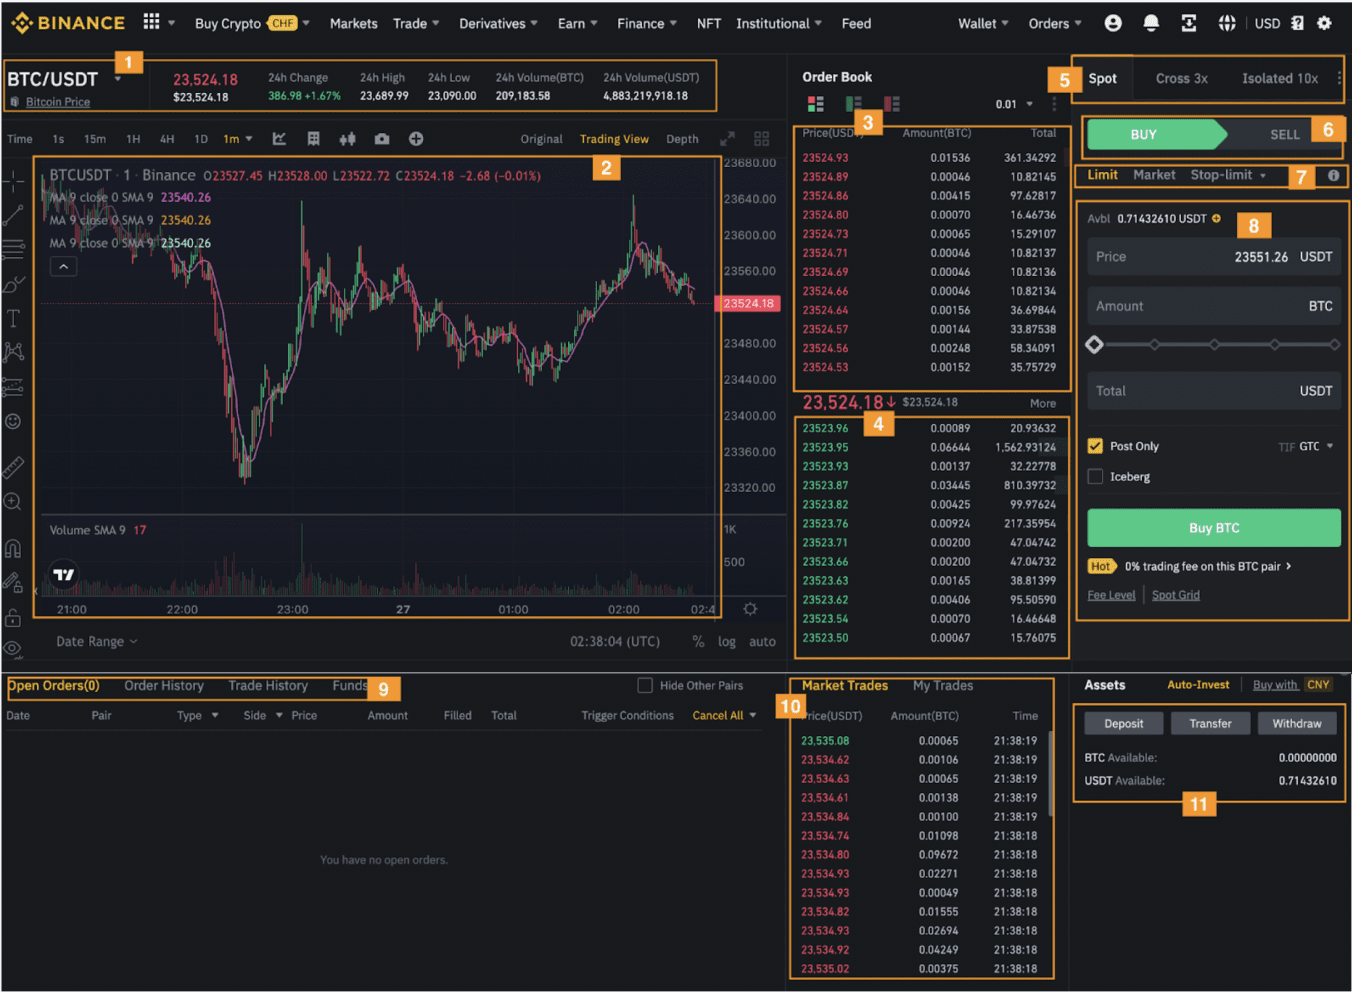 BINANCE Buy Crypto CHF Markets Trade Derivatives Earn Finance NFT Institutional Feed Wallet Orders USD
1
BTC/USDT 23,524.18 24h Change 24h High 24h Low 24h Volume(BTC) 24h Volume(USDT)
Bitcoin Price $23,524.18 386.98 +1.67% 23,689.99 23,090.00 209,183.58 4,883,219,918.18
Time 1s 15m 1H 4H 1D 1m Original Trading View Depth
2
BTCUSDT · 1 · Binance O23527.45 H23528.00 L23522.72 C23524.18 −2.68 (−0.01%)
MA 9 close 0 SMA 9 23540.26
MA 9 close 0 SMA 9 23540.26
MA 9 close 0 SMA 9 23540.26
23680.00
23640.00
23600.00
23560.00
23524.18
23480.00
23440.00
23400.00
23360.00
23320.00
Volume SMA 9 17
1K
500
21:00 22:00 23:00 27 01:00 02:00 02:4
Date Range 02:38:04 (UTC) % log auto
Order Book
0.01
3
Price(USDT) Amount(BTC) Total
23524.93 0.01536 361.34292
23524.89 0.00046 10.82145
23524.86 0.00415 97.62817
23524.80 0.00070 16.46736
23524.73 0.00065 15.29107
23524.71 0.00046 10.82137
23524.69 0.00046 10.82136
23524.66 0.00046 10.82134
23524.64 0.00156 36.69844
23524.57 0.00144 33.87538
23524.56 0.00248 58.34091
23524.53 0.00152 35.75729
23,524.18↓ $23,524.18 More
4
23523.96 0.00089 20.93632
23523.95 0.06644 1,562.93124
23523.93 0.00137 32.22778
23523.87 0.03445 810.39732
23523.82 0.00425 99.97624
23523.76 0.00924 217.35954
23523.71 0.00200 47.04742
23523.66 0.00200 47.04732
23523.63 0.00165 38.81399
23523.62 0.00406 95.50590
23523.54 0.00070 16.46648
23523.50 0.00067 15.76075
5
Spot Cross 3x Isolated 10x
BUY SELL 6
Limit Market Stop-limit 7
Avbl 0.71432610 USDT 8
Price 23551.26 USDT
Amount BTC
Total USDT
Post Only TIF GTC
Iceberg
Buy BTC
Hot 0% trading fee on this BTC pair >
Fee Level Spot Grid
Open Orders(0) Order History Trade History Funds 9 Hide Other Pairs
Date Pair Type Side Price Amount Filled Total Trigger Conditions Cancel All
You have no open orders.
Market Trades My Trades
10
Price(USDT) Amount(BTC) Time
23,535.08 0.00065 21:38:19
23,534.62 0.00106 21:38:19
23,534.63 0.00065 21:38:19
23,534.61 0.00138 21:38:19
23,534.84 0.00100 21:38:19
23,534.74 0.01098 21:38:18
23,534.80 0.09672 21:38:18
23,534.93 0.02271 21:38:18
23,534.93 0.00049 21:38:18
23,534.82 0.01555 21:38:18
23,534.93 0.02694 21:38:18
23,534.92 0.04249 21:38:18
23,535.02 0.00375 21:38:18
Assets Auto-Invest Buy with CNY
Deposit Transfer Withdraw
BTC Available: 0.00000000
USDT Available: 0.71432610
11